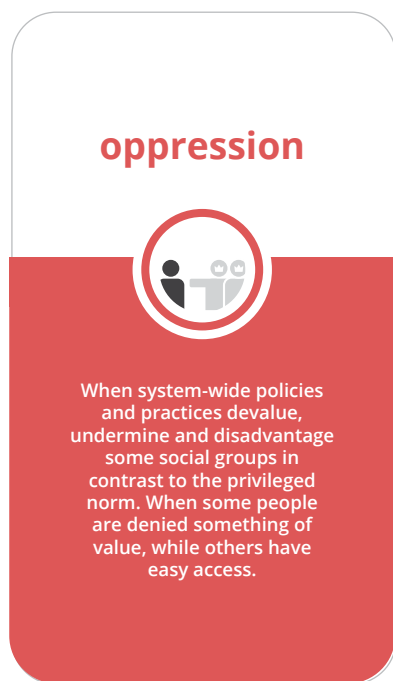 oppression
When system-wide policies
and practices devalue,
undermine and disadvantage
some social groups in
contrast to the privileged
norm. When some people
are denied something of
value, while others have
easy access.